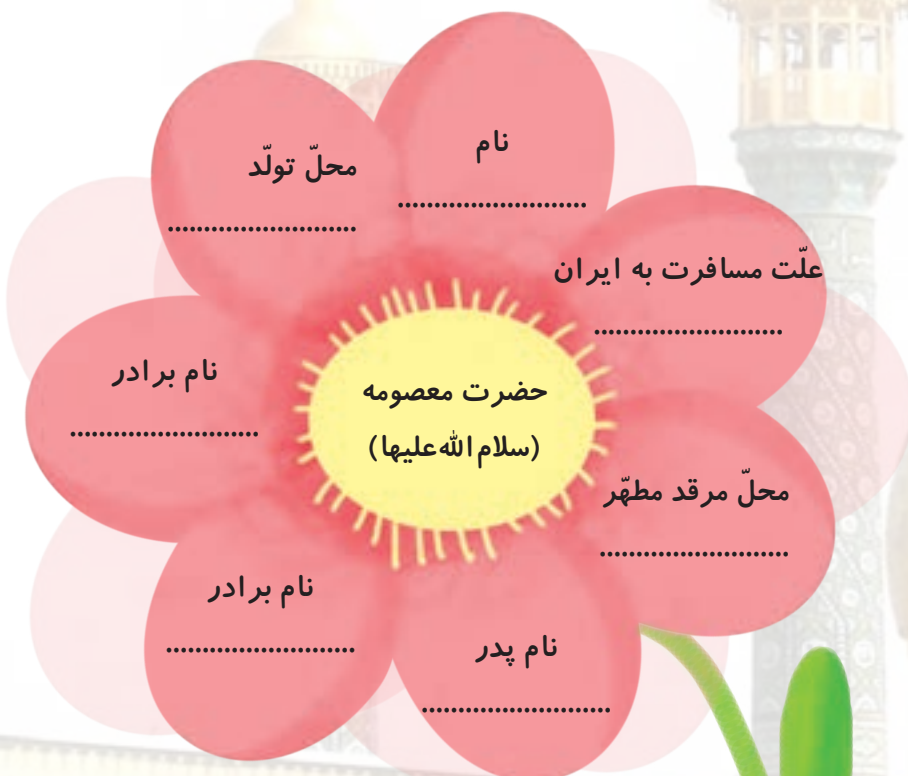 نام
..........................
محلّ تولّد
..........................
علّت مسافرت به ایران
..........................
نام برادر
..........................
حضرت معصومه
(سلام الله علیها)
محلّ مرقد مطهّر
..........................
نام برادر
..........................
نام پدر
..........................